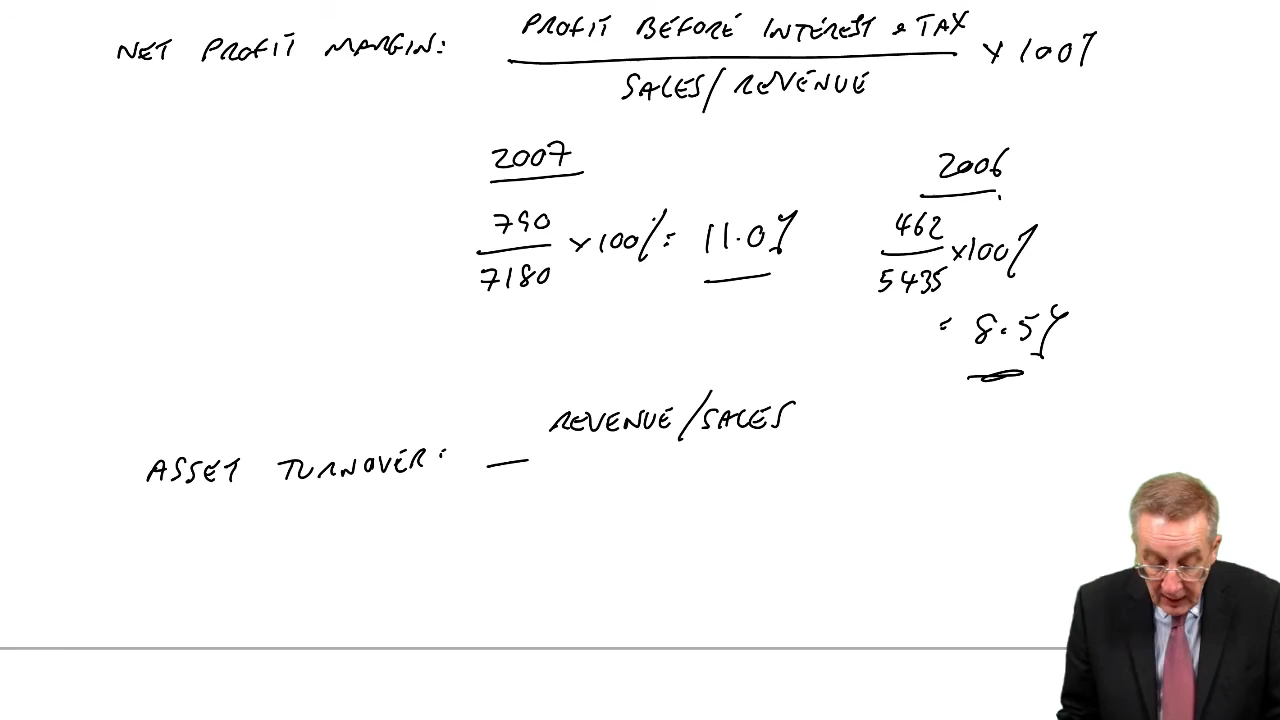 NET PROFIT MARGIN: PROFIT BEFORE INTEREST & TAX
SALES/REVENUE
× 100%
2007
790
7180
×100% = 11.0%
2006
462
5435
×100%
= 8.5%
REVENUE/SALES
ASSET TURNOVER: